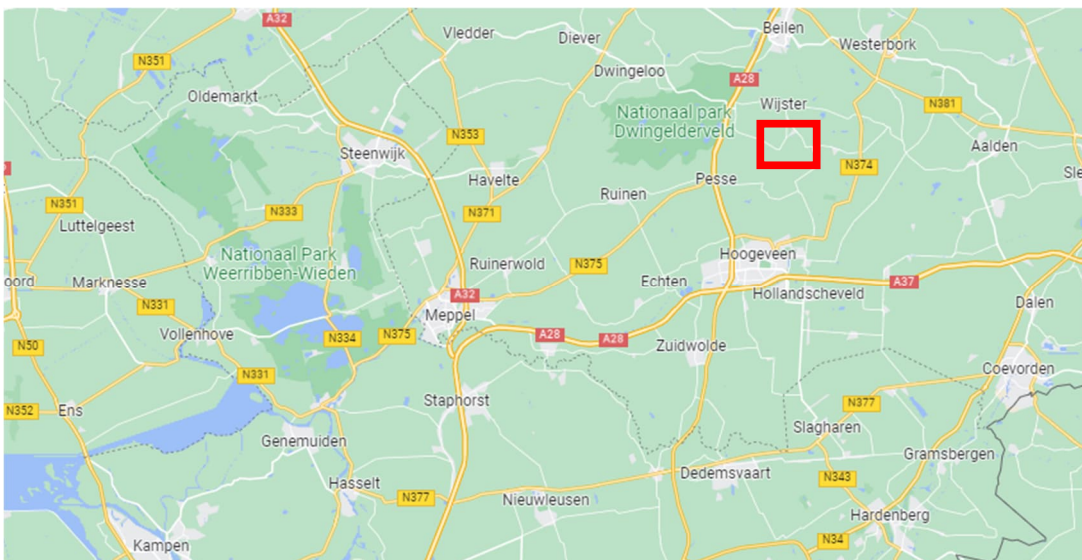 A32
Vledder
Diever
Beilen
Westerbork
N351
Dwingeloo
A28
Oldemarkt
Wijster
N381
Nationaal park
Dwingelderveld
N353
Steenwijk
Aalden
N374
Havelte
Pesse
Sle
Ruinen
N351
N333
N371
Luttelgeest
Nationaal Park
Weerribben-Wieden
Hoogeveen
Ruinerwold
N375
oord
Marknesse
Echten
A37
Hollandscheveld
A32
N331
Dalen
Meppel
Vollenhove
N334
N375
A28
A28
N50
Zuidwolde
Coevorden
N331
Staphorst
N377
N352
Ens
Slagharen
Genemuiden
Gramsbergen
Dedemsvaart
N343
Hasselt
N377
Nieuwleusen
Hardenberg
N34
Kampen